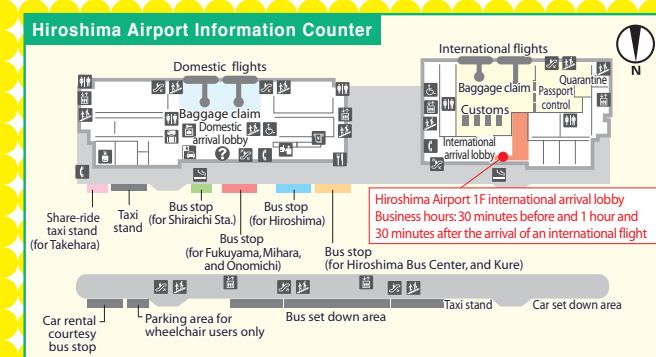 Hiroshima Airport Information Counter
Domestic flights
International flights
N
Baggage claim
Domestic
arrival lobby
?
Baggage claim
Quarantine
Passport
control
Customs
International
arrival lobby
Hiroshima Airport 1F international arrival lobby
Business hours: 30 minutes before and 1 hour and
30 minutes after the arrival of an international flight
Share-ride
taxi stand
(for Takehara)
Taxi
stand
Bus stop
(for Shiraichi Sta.)
Bus stop
(for Fukuyama, Mihara,
and Onomichi)
Bus stop
(for Hiroshima)
Bus stop
(for Hiroshima Bus Center, and Kure)
Car rental
courtesy
bus stop
Parking area for
wheelchair users only
Bus set down area
Taxi stand
Car set down area